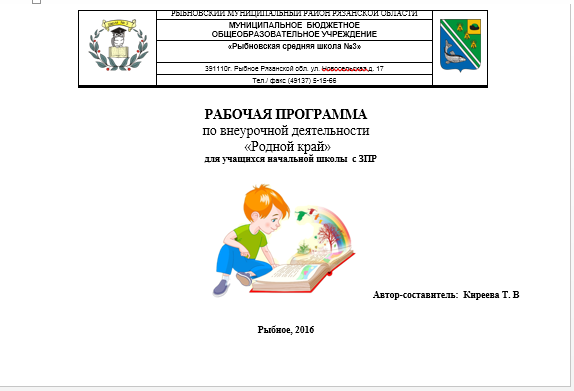 РЫБНОВСКИЙ МУНИЦИПАЛЬНЫЙ РАЙОН РЯЗАНСКОЙ ОБЛАСТИ
МУНИЦИПАЛЬНОЕ БЮДЖЕТНОЕ
ОБЩЕОБРАЗОВАТЕЛЬНОЕ УЧРЕЖДЕНИЕ
«Рыбновская средняя школа №3»
391110г. Рыбное Рязанской обл. ул. Новосельская,д. 17
Тел./ факс (49137) 5-15-66
РАБОЧАЯ ПРОГРАММА
по внеурочной деятельности
«Родной край»
для учащихся начальной школы с ЗПР
Автор-составитель: Киреева Т. В
Рыбное, 2016